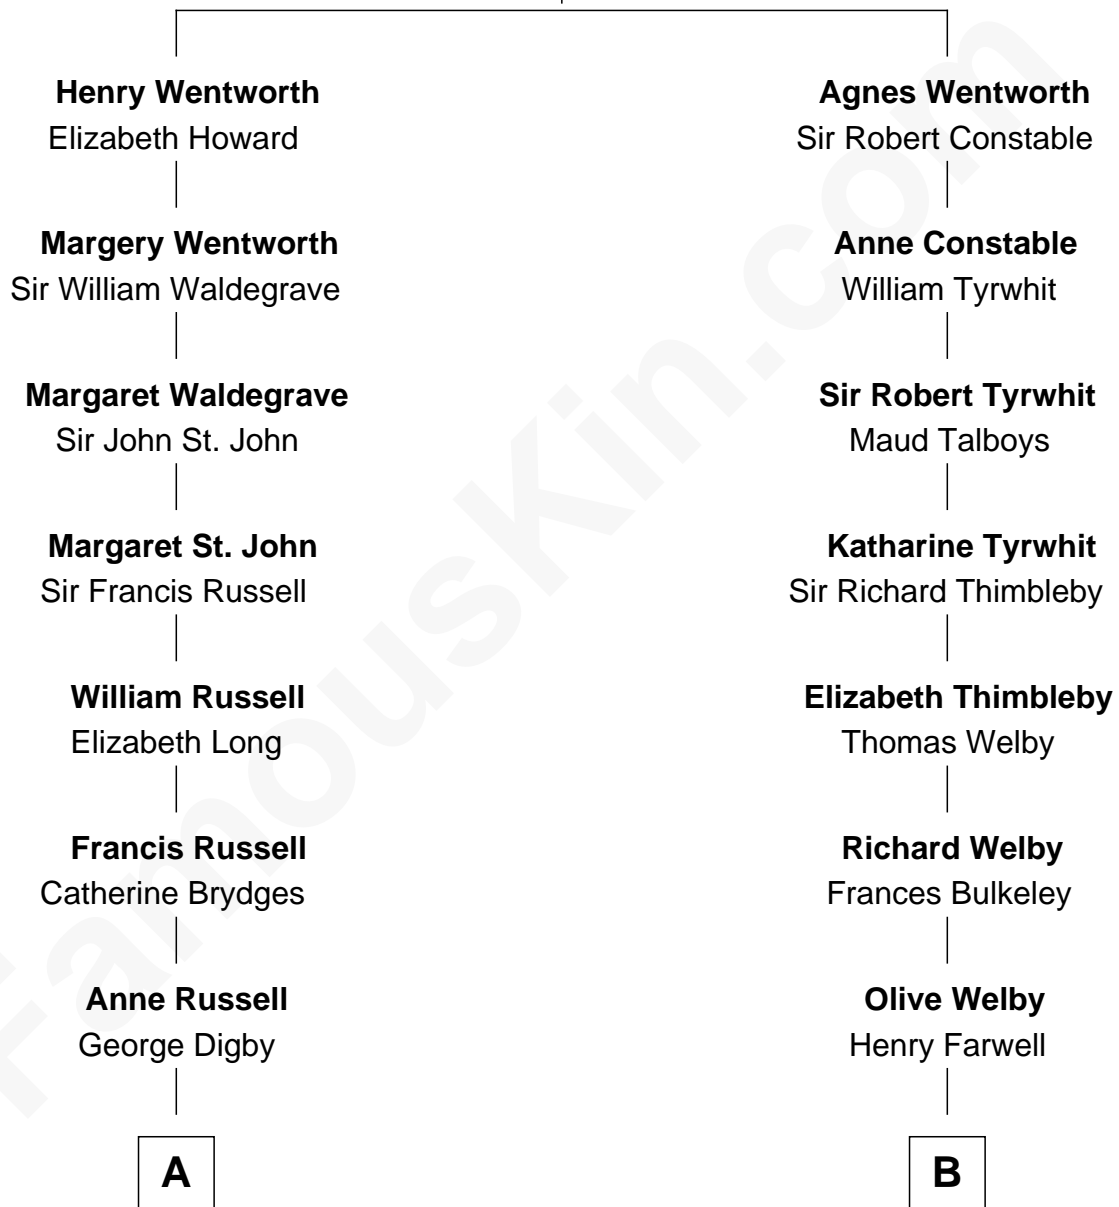 Henry Wentworth
Elizabeth Howard
Agnes Wentworth
Sir Robert Constable
Margery Wentworth
Sir William Waldegrave
Anne Constable
William Tyrwhit
Margaret Waldegrave
Sir John St. John
Sir Robert Tyrwhit
Maud Talboys
Margaret St. John
Sir Francis Russell
Katharine Tyrwhit
Sir Richard Thimbleby
William Russell
Elizabeth Long
Elizabeth Thimbleby
Thomas Welby
Francis Russell
Catherine Brydges
Richard Welby
Frances Bulkeley
Anne Russell
George Digby
Olive Welby
Henry Farwell
A
B
FamousKin.com